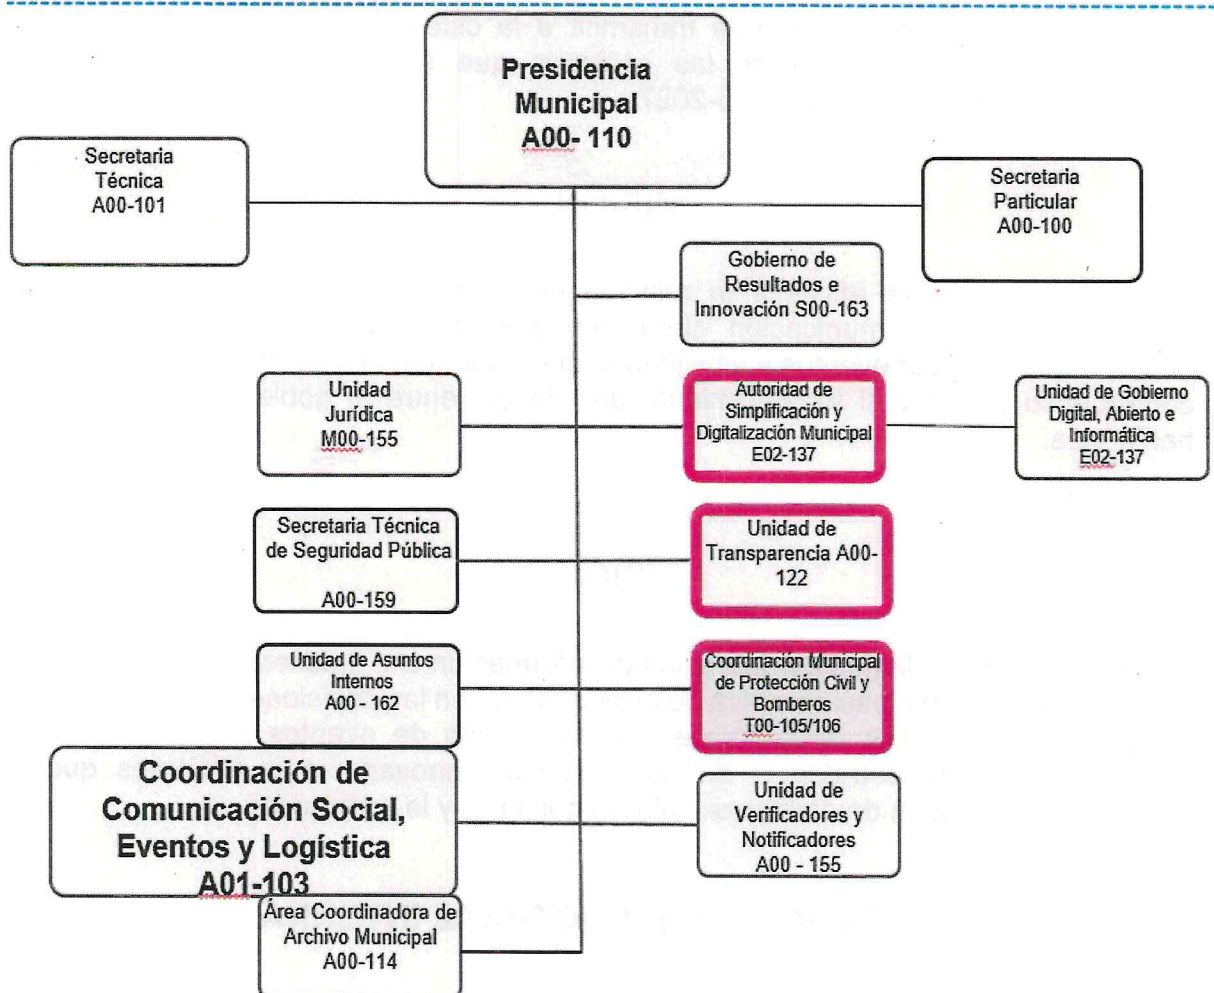 Presidencia
Municipal
A00- 110
Secretaria
Técnica
A00-101
Secretaria
Particular
A00-100
Gobierno de
Resultados e
Innovación S00-163
Unidad
Jurídica
M00-155
Autoridad de
Simplificación y
Digitalización Municipal
E02-137
Unidad de Gobierno
Digital, Abierto e
Informática
E02-137
Secretaria Técnica
de Seguridad Pública
A00-159
Unidad de
Transparencia A00-
122
Unidad de Asuntos
Internos
A00 - 162
Coordinación Municipal
de Protección Civil y
Bomberos
T00-105/106
Coordinación de
Comunicación Social,
Eventos y Logística
A01-103
Unidad de
Verificadores y
Notificadores
A00 - 155
Área Coordinadora de
Archivo Municipal
A00-114